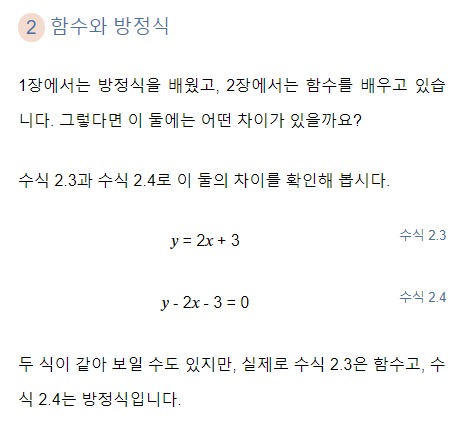 2 함수와 방정식
1장에서는 방정식을 배웠고, 2장에서는 함수를 배우고 있습
니다. 그렇다면 이 둘에는 어떤 차이가 있을까요?
수식 2.3과 수식 2.4로 이 둘의 차이를 확인해 봅시다.
y = 2x + 3 수식 2.3
y - 2x - 3 = 0 수식 2.4
두 식이 같아 보일 수도 있지만, 실제로 수식 2.3은 함수고, 수
식 2.4는 방정식입니다.